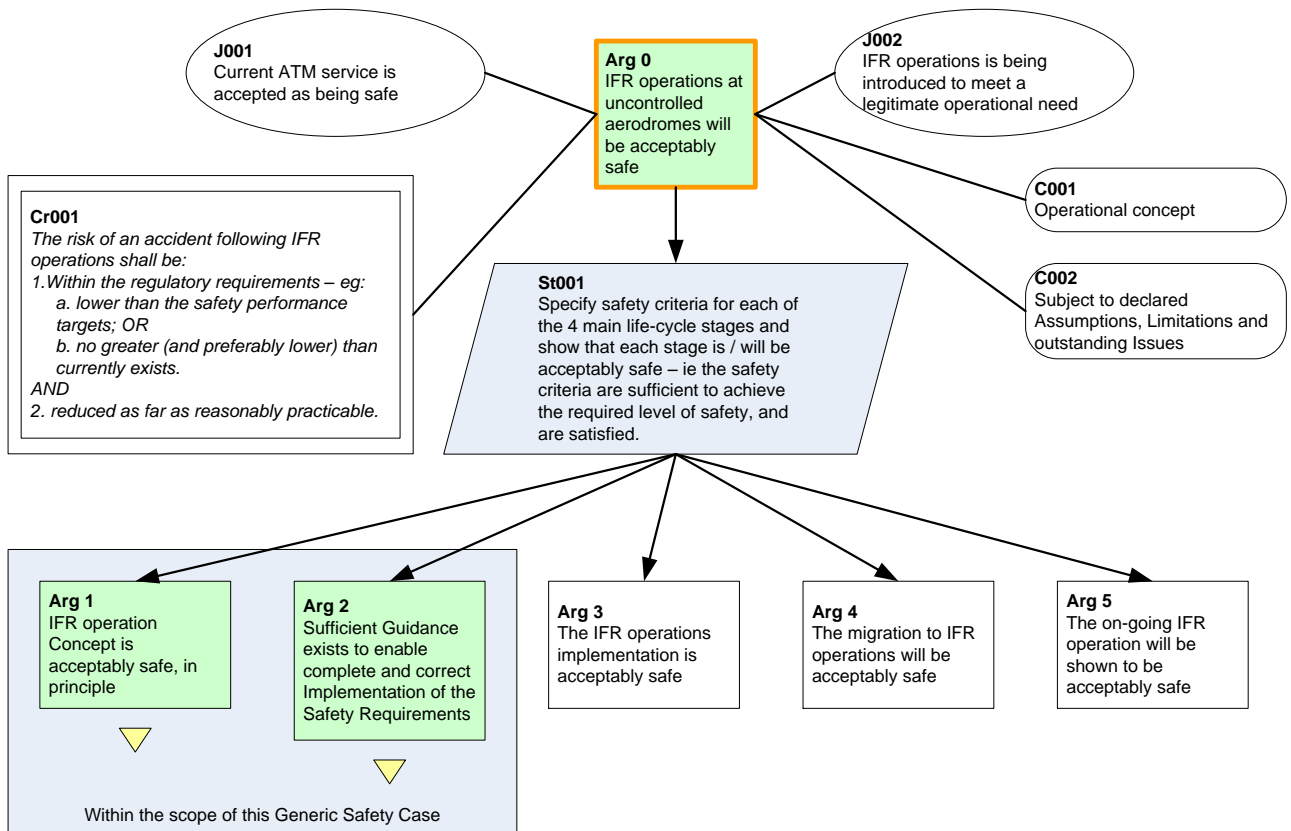 J001
Current ATM service is
accepted as being safe
Arg 0
IFR operations at
uncontrolled
aerodromes will
be acceptably
safe
J002
IFR operations is being
introduced to meet a
legitimate operational need
Cr001
The risk of an accident following IFR
operations shall be:
1.Within the regulatory requirements – eg:
a. lower than the safety performance
targets; OR
b. no greater (and preferably lower) than
currently exists.
AND
2. reduced as far as reasonably practicable.
C001
Operational concept
St001
Specify safety criteria for each of
the 4 main life-cycle stages and
show that each stage is / will be
acceptably safe – ie the safety
criteria are sufficient to achieve
the required level of safety, and
are satisfied.
C002
Subject to declared
Assumptions, Limitations and
outstanding Issues
Arg 1
IFR operation
Concept is
acceptably safe, in
principle
Arg 2
Sufficient Guidance
exists to enable
complete and correct
Implementation of the
Safety Requirements
Arg 3
The IFR operations
implementation is
acceptably safe
Arg 4
The migration to IFR
operations will be
acceptably safe
Arg 5
The on-going IFR
operation will be
shown to be
acceptably safe
Within the scope of this Generic Safety Case